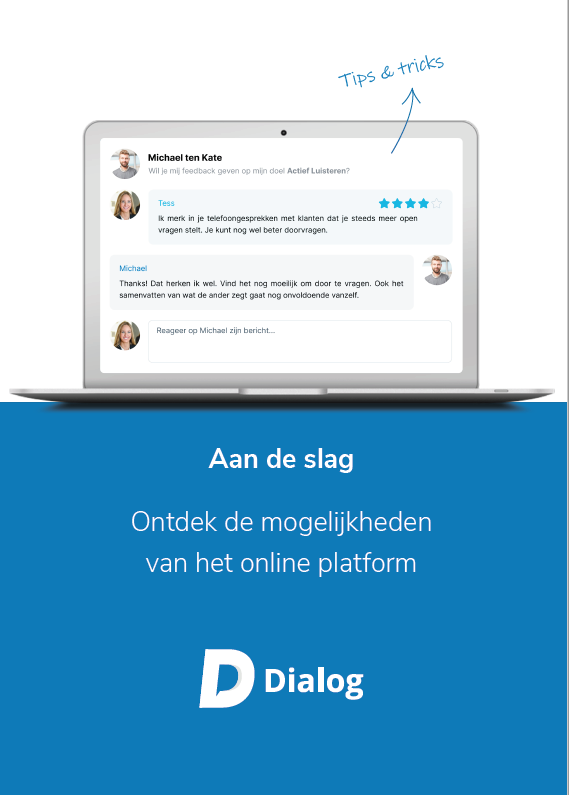 Tips & tricks
Michael ten Kate
Wil je mij feedback geven op mijn doel Actief Luisteren?
Tess
Ik merk in je telefoongesprekken met klanten dat je steeds meer open
vragen stelt. Je kunt nog wel beter doorvragen.
Michael
Thanks! Dat herken ik wel. Vind het nog moeilijk om door te vragen. Ook het
samenvatten van wat de ander zegt gaat nog onvoldoende vanzelf.
Reageer op Michael zijn bericht...
Aan de slag
Ontdek de mogelijkheden
van het online platform
D Dialog